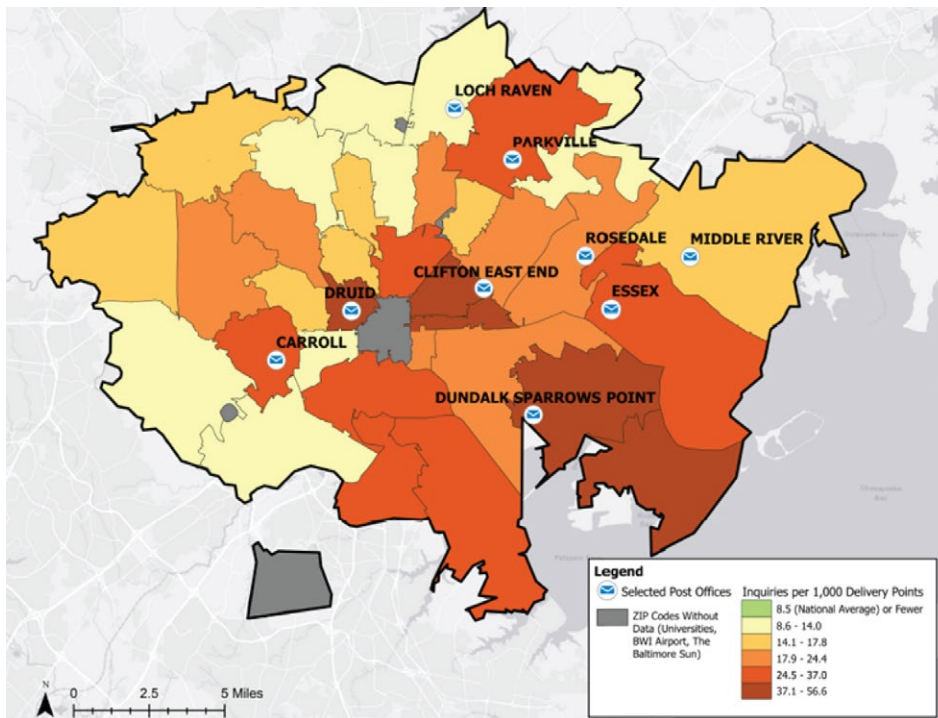 LOCH RAVEN
PARKVILLE
ROSEDALE
MIDDLE RIVER
CLIFTON EAST END
DRUID
ESSEX
CARROLL
DUNDALK SPARROWS POINT
Legend
Selected Post Offices
ZIP Codes Without
Data (Universities,
BWI Airport, The
Baltimore Sun)
Inquiries per 1,000 Delivery Points
8.5 (National Average) or Fewer
8.6 - 14.0
14.1 - 17.8
17.9 - 24.4
24.5 - 37.0
37.1 - 56.6
N
0 2.5 5 Miles